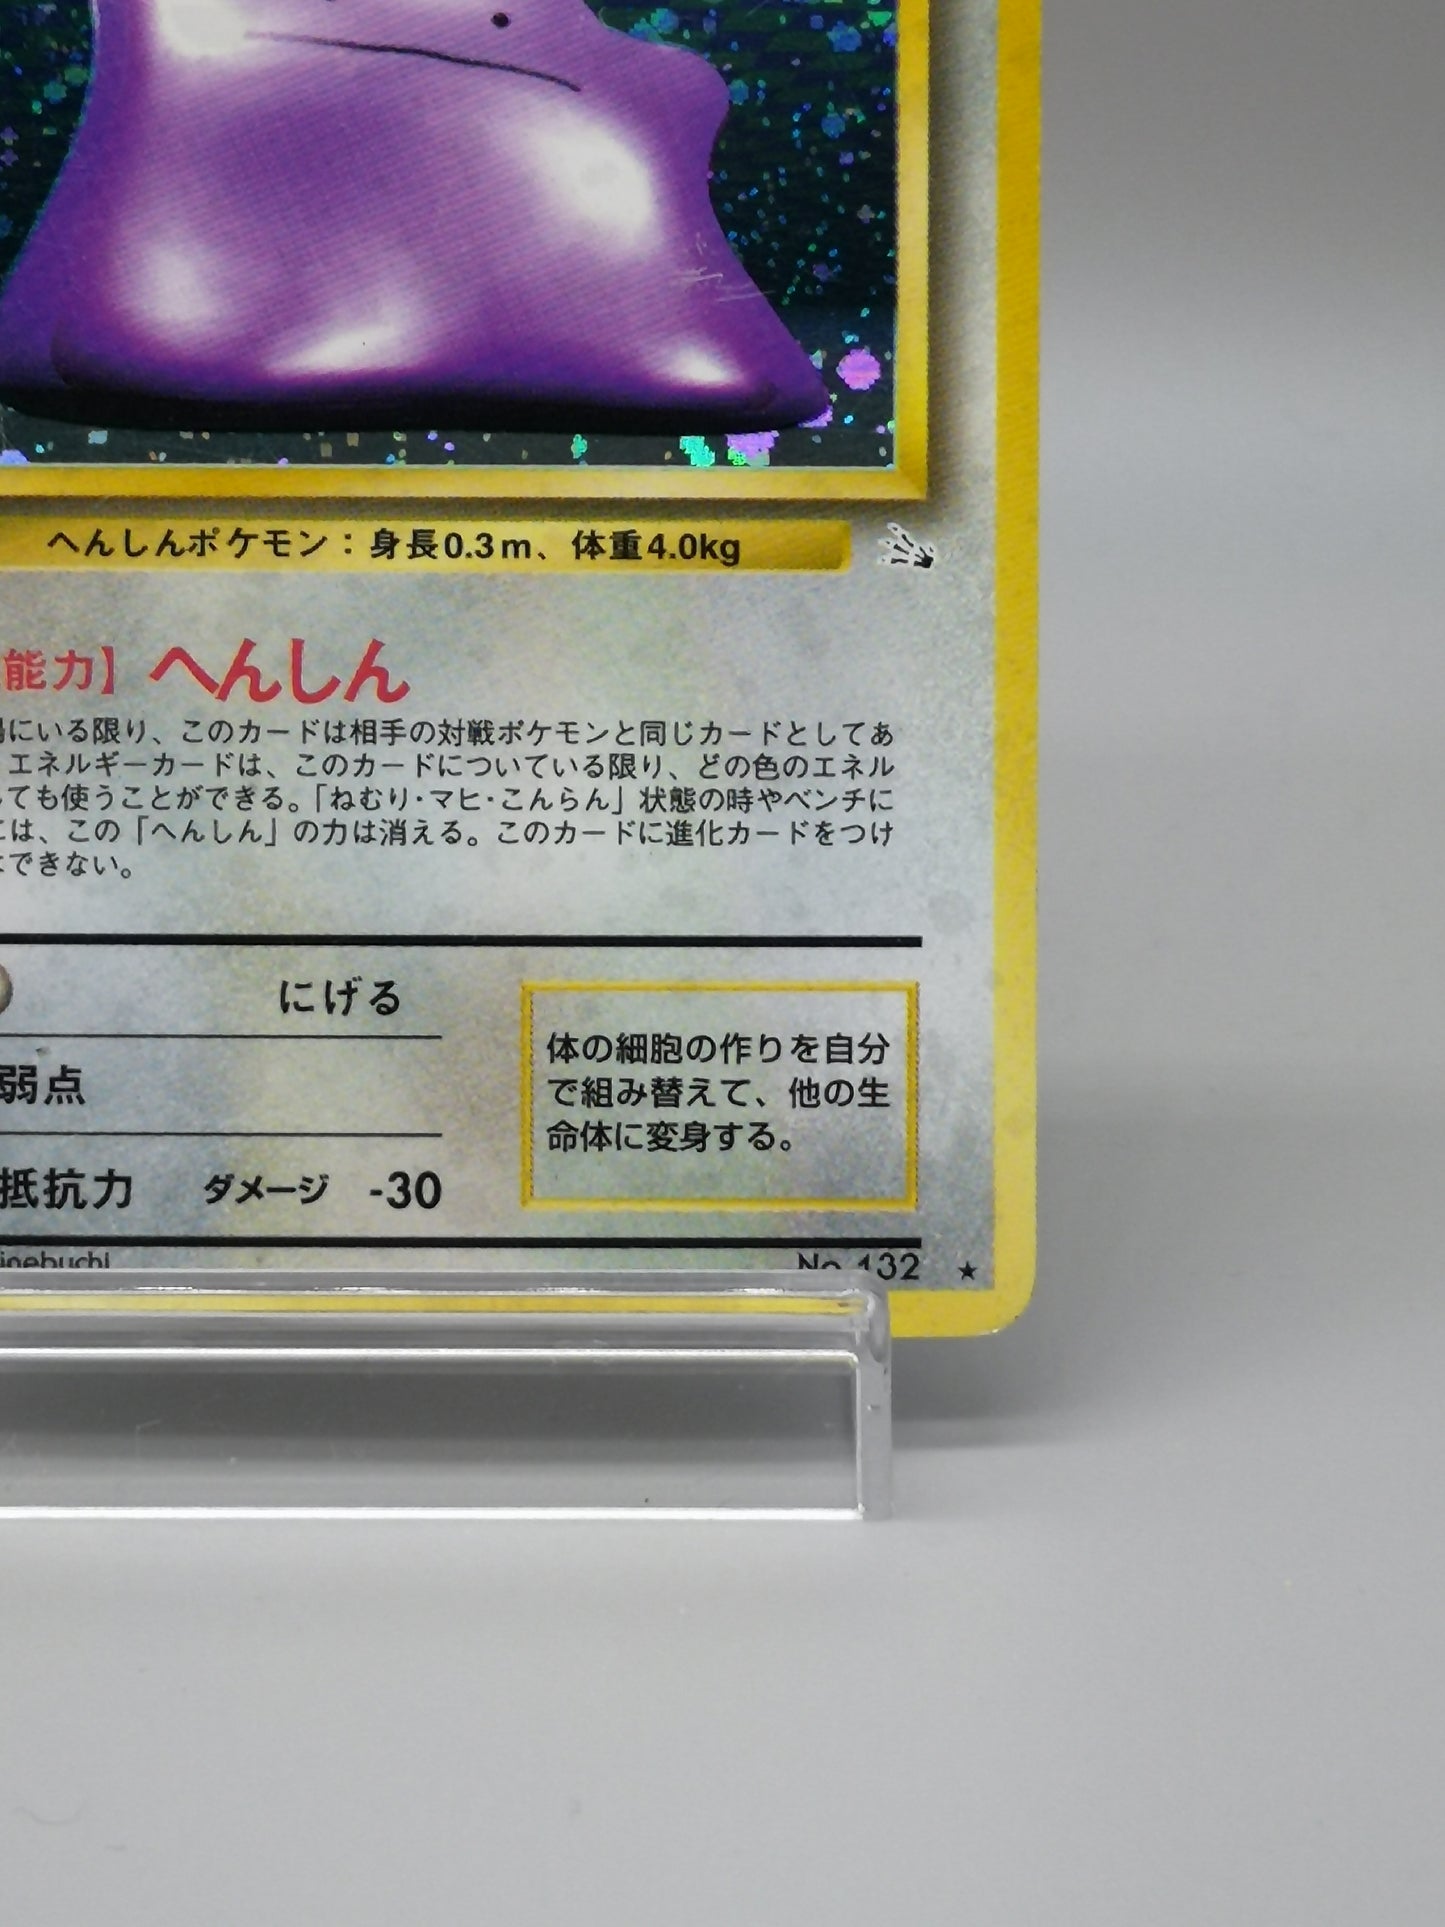 へんしんポケモン：身長0.3m、体重4.0kg
能力】 へんしん
にいる限り、このカードは相手の対戦ポケモンと同じカードとしてあ
エネルギーカードは、このカードについている限り、どの色のエネル
ても使うことができる。「ねむり・マヒ・こんらん」状態の時やベンチに
は、この「へんしん」の力は消える。このカードに進化カードをつけ
できない。
にげる
弱点
抵抗力 ダメージ -30
体の細胞の作りを自分
で組み替えて、他の生
命体に変身する。
inebuchi
No.132 ★